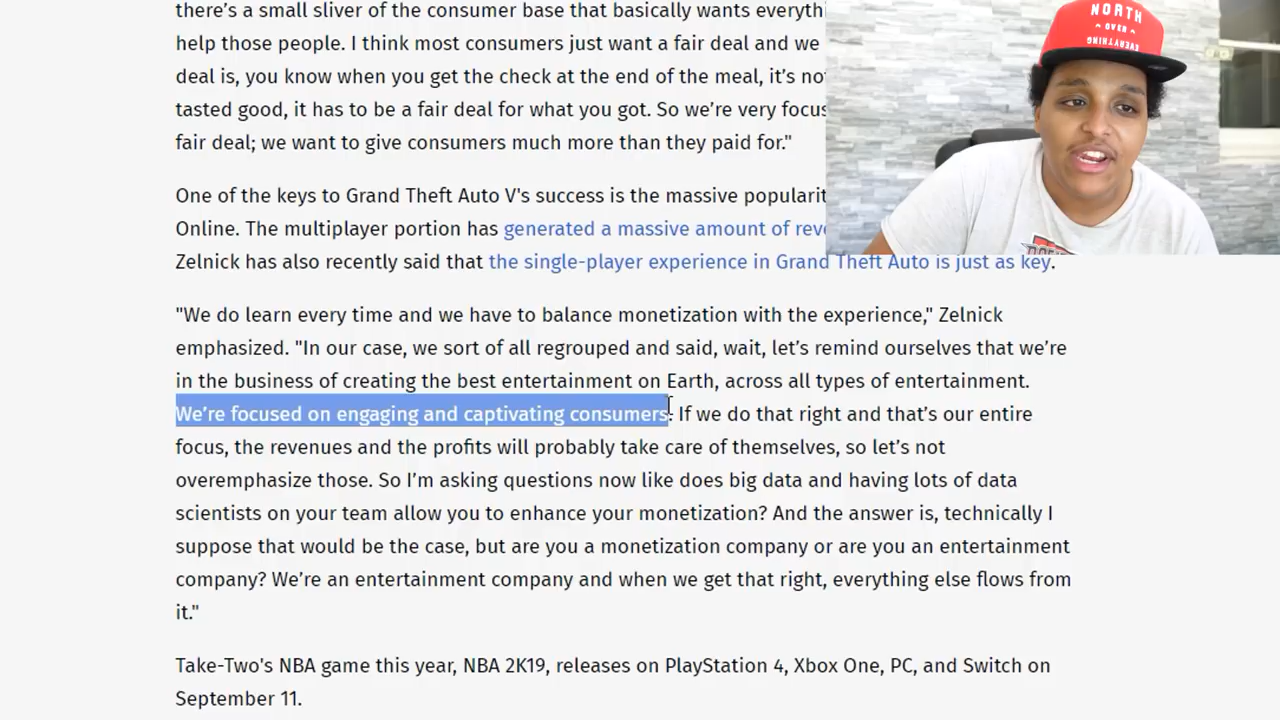 there’s a small sliver of the consumer base that basically wants everythi
help those people. I think most consumers just want a fair deal and we
deal is, you know when you get the check at the end of the meal, it’s no
tasted good, it has to be a fair deal for what you got. So we’re very focus
fair deal; we want to give consumers much more than they paid for."
One of the keys to Grand Theft Auto V's success is the massive popularit
Online. The multiplayer portion has generated a massive amount of rev
Zelnick has also recently said that the single-player experience in Grand Theft Auto is just as key.
"We do learn every time and we have to balance monetization with the experience," Zelnick
emphasized. "In our case, we sort of all regrouped and said, wait, let’s remind ourselves that we’re
in the business of creating the best entertainment on Earth, across all types of entertainment.
We’re focused on engaging and captivating consumers. If we do that right and that’s our entire
focus, the revenues and the profits will probably take care of themselves, so let’s not
overemphasize those. So I’m asking questions now like does big data and having lots of data
scientists on your team allow you to enhance your monetization? And the answer is, technically I
suppose that would be the case, but are you a monetization company or are you an entertainment
company? We’re an entertainment company and when we get that right, everything else flows from
it."
Take-Two's NBA game this year, NBA 2K19, releases on PlayStation 4, Xbox One, PC, and Switch on
September 11.
NORTH
OVER
EVERYTHING